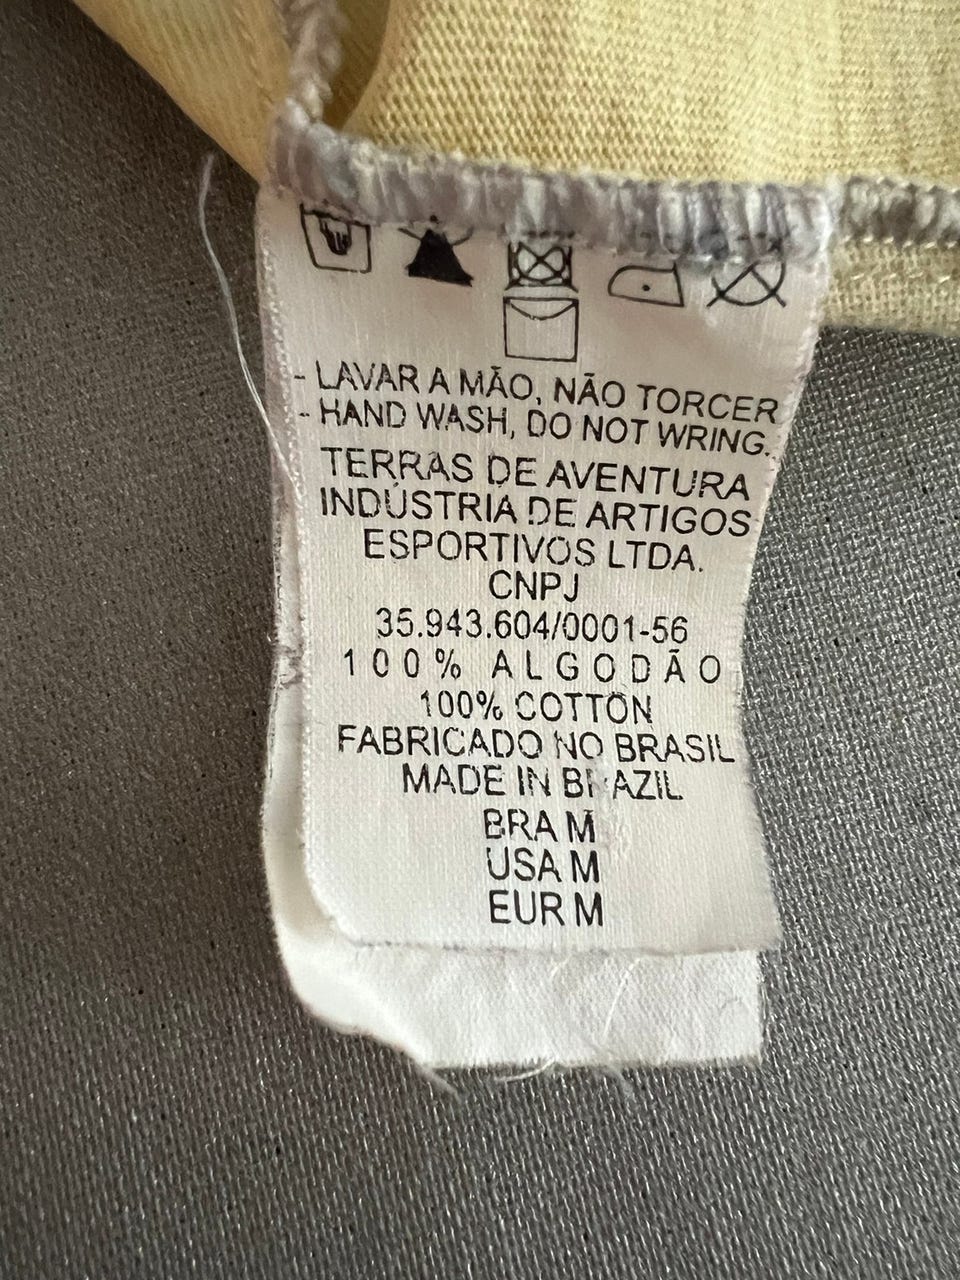 - LAVAR A MÃO, NÃO TORCER
- HAND WASH, DO NOT WRING.
TERRAS DE AVENTURA
INDÚSTRIA DE ARTIGOS
ESPORTIVOS LTDA.
CNPJ
35.943.604/0001-56
100% ALGODÃO
100% COTTON
FABRICADO NO BRASIL
MADE IN BRAZIL
BRA M
USA M
EUR M